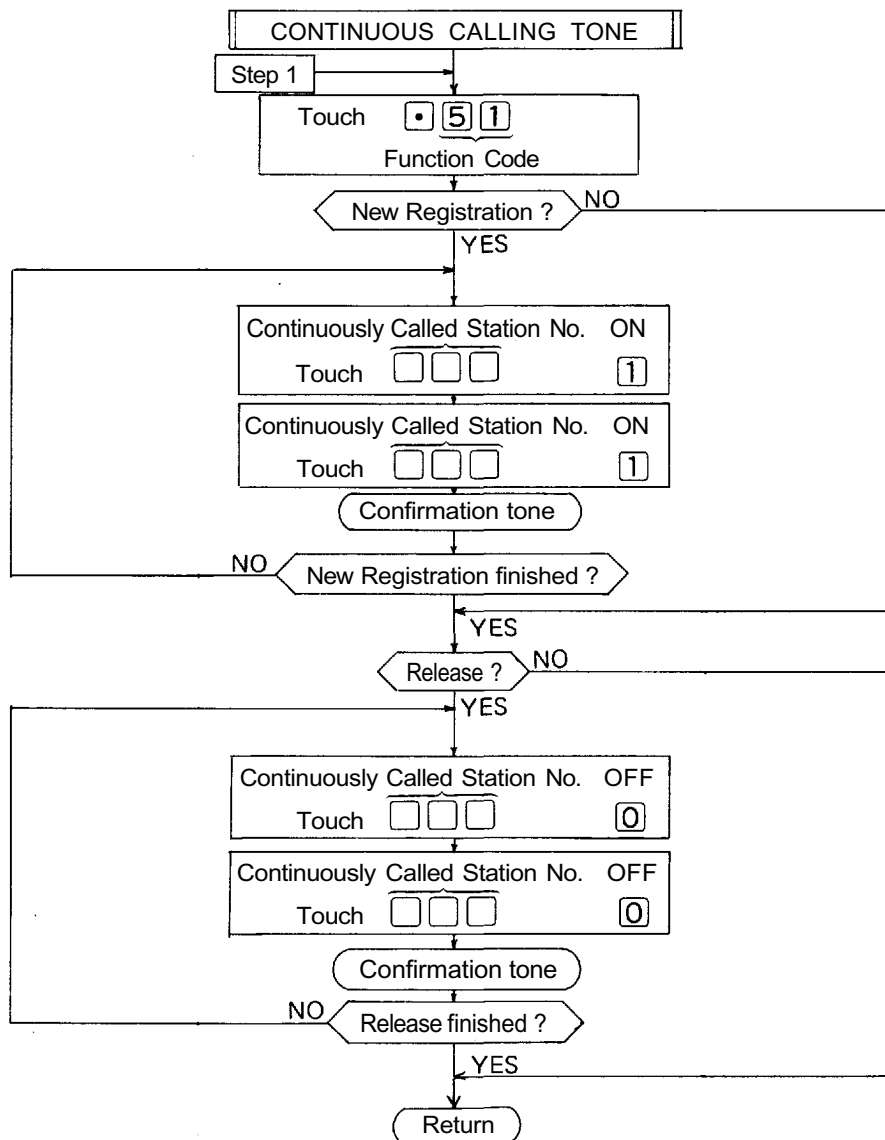 CONTINUOUS CALLING TONE
Step 1
Touch • 5 1
Function Code
New Registration ? NO
YES
Continuously Called Station No. ON
Touch 1
Continuously Called Station No. ON
Touch 1
Confirmation tone
NO New Registration finished ?
YES
Release ? NO
YES
Continuously Called Station No. OFF
Touch 0
Continuously Called Station No. OFF
Touch 0
Confirmation tone
NO Release finished ?
YES
Return